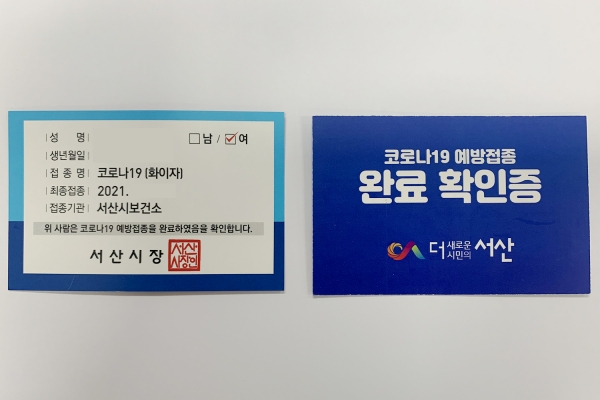 성 명
남 / 여
생년월일
접 종 명 코로나19 (화이자)
최종접종 2021.
접종기관 서산시보건소
위 사람은 코로나19 예방접종을 완료하였음을 확인합니다.
서산시장
서산
시장인
코로나19 예방접종
완료 확인증
더 새로운 시민의 서산